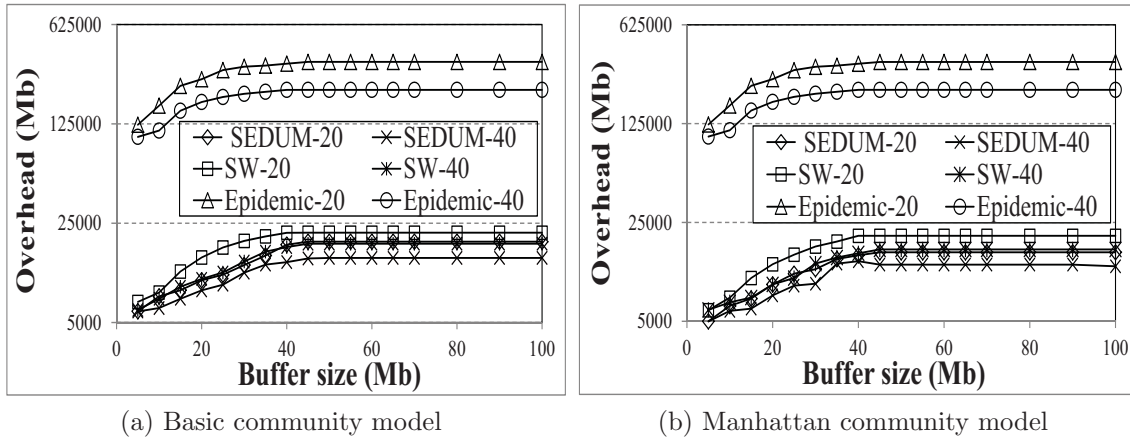 625000
125000
25000
5000
Overhead (Mb)
SEDUM-20 SEDUM-40
SW-20 SW-40
Epidemic-20 Epidemic-40
0 20 40 60 80 100
Buffer size (Mb)
(a) Basic community model
625000
125000
25000
5000
Overhead (Mb)
SEDUM-20 SEDUM-40
SW-20 SW-40
Epidemic-20 Epidemic-40
0 20 40 60 80 100
Buffer size (Mb)
(b) Manhattan community model